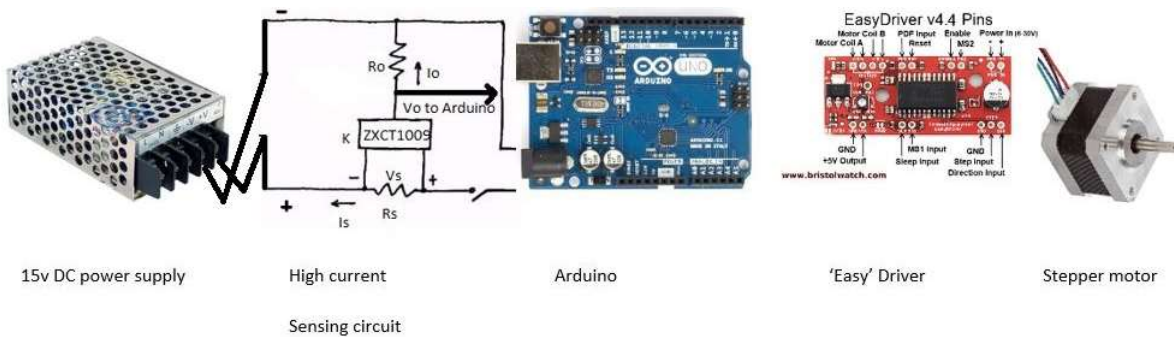 EasyDriver v4.4 Pins
Motor Coil B
Motor Coil A
PDF Input
Reset
Enable
MS2
Power In (6-30V)
- +
GND
+5V Output
MS1 Input
Sleep Input
GND
Step Input
Direction Input
www.bristolwatch.com
-
Ro
Io
Vo to Arduino
K
ZXCT1009
-
Vs
+
+
Is
Rs
N
-V
+V
ARDUINO
UNO
15v DC power supply
High current
Sensing circuit
Arduino
‘Easy’ Driver
Stepper motor